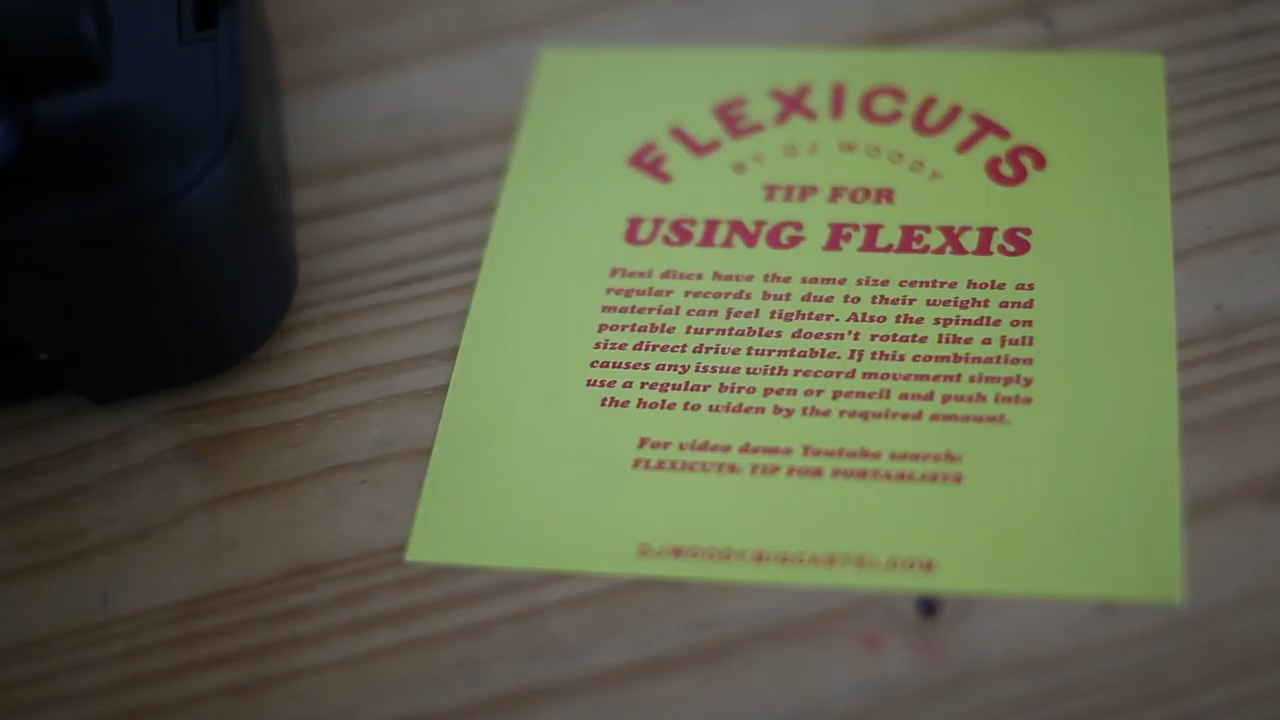 FLEXICUTS
BY DJ WOODY
TIP FOR
USING FLEXIS
Flexi discs have the same size centre hole as
regular records but due to their weight and
material can feel tighter. Also the spindle on
portable turntables doesn't rotate like a full
size direct drive turntable. If this combination
causes any issue with record movement simply
use a regular biro pen or pencil and push into
the hole to widen by the required amount.
For video demo Youtube search:
FLEXICUTS: TIP FOR PORTABLISTS
DJWOODY.BIGCARTEL.COM